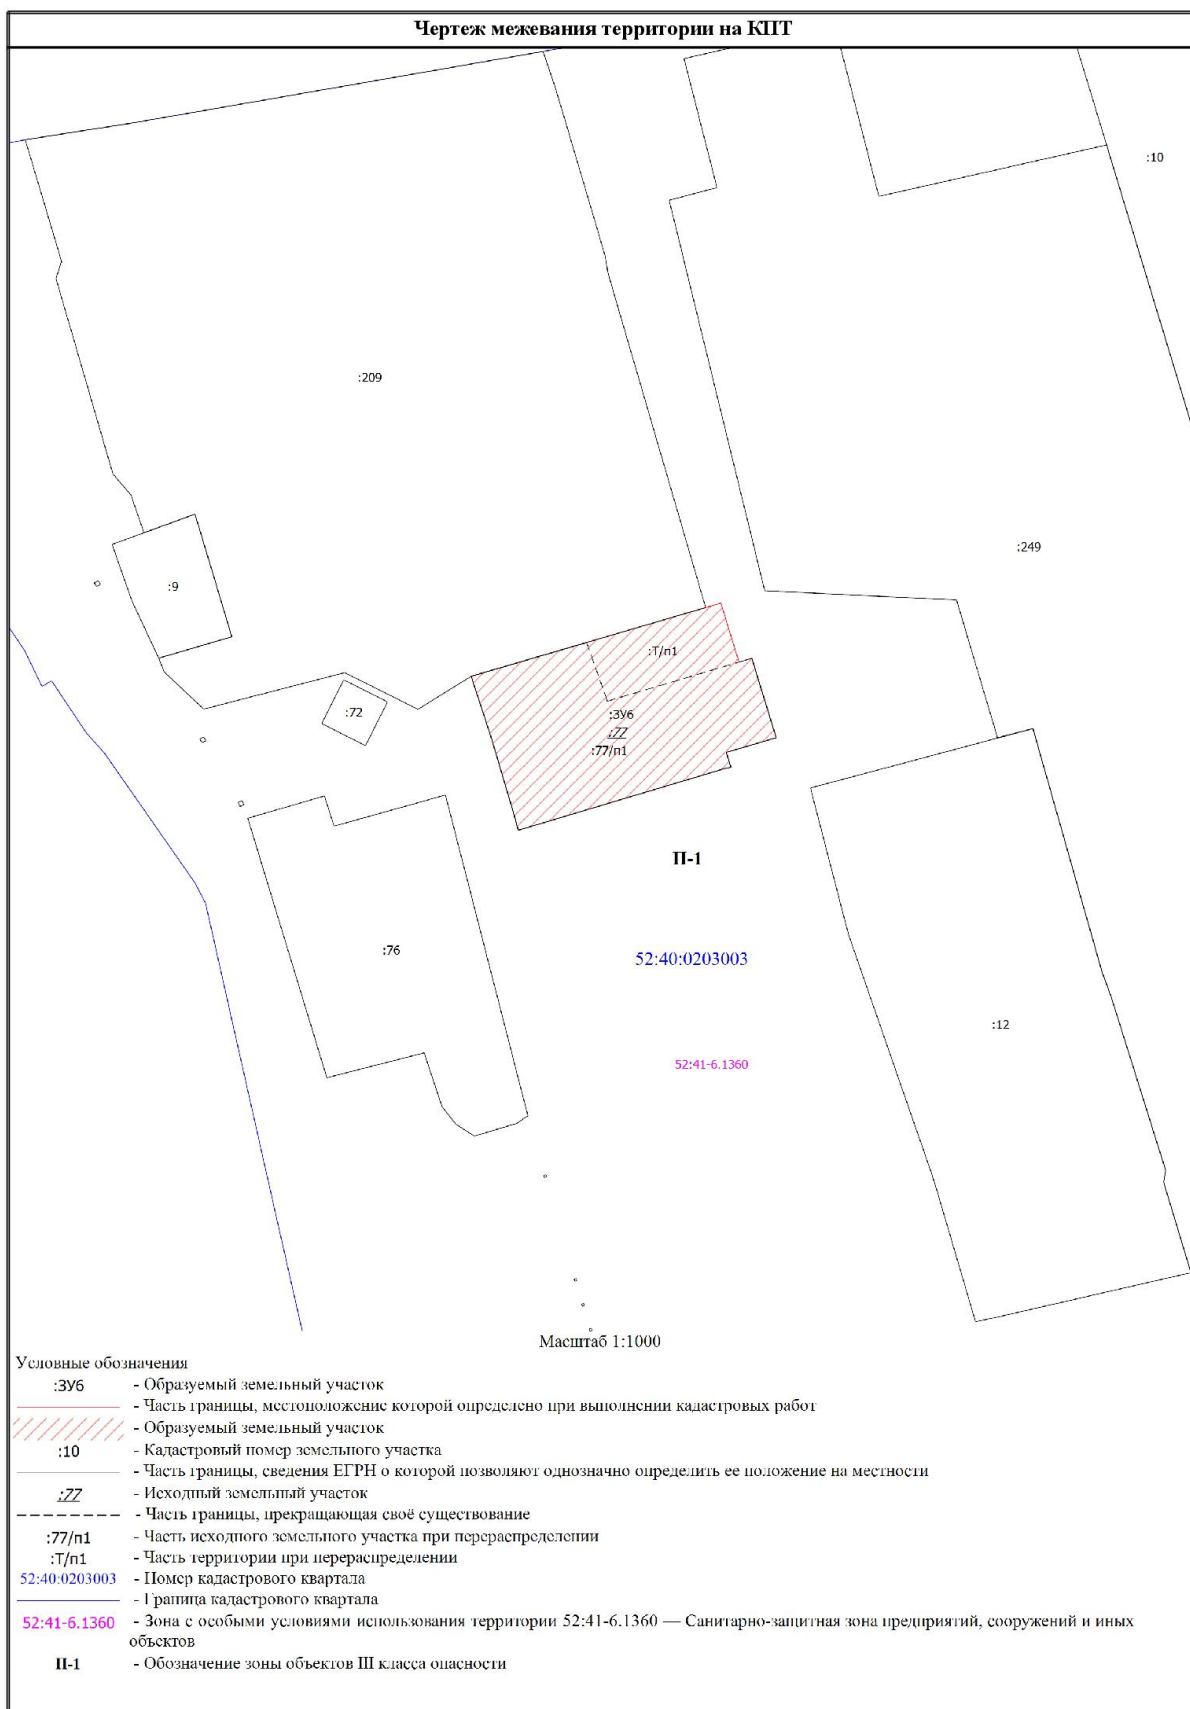 Чертеж межевания территории на КПТ
:10
:209
:249
:9
:Т/п1
:72
:ЗУ6
:77
:77/п1
П-1
:76
52:40:0203003
:12
52:41-6.1360
Масштаб 1:1000
Условные обозначения
:ЗУ6 - Образуемый земельный участок
- Часть границы, местоположение которой определено при выполнении кадастровых работ
- Образуемый земельный участок
:10 - Кадастровый номер земельного участка
- Часть границы, сведения ЕГРН о которой позволяют однозначно определить ее положение на местности
:77 - Исходный земельный участок
- Часть границы, прекращающая своё существование
:77/п1 - Часть исходного земельного участка при перераспределении
:Т/п1 - Часть территории при перераспределении
52:40:0203003 - Номер кадастрового квартала
- Граница кадастрового квартала
52:41-6.1360 - Зона с особыми условиями использования территории 52:41-6.1360 — Санитарно-защитная зона предприятий, сооружений и иных
объектов
П-1 - Обозначение зоны объектов III класса опасности